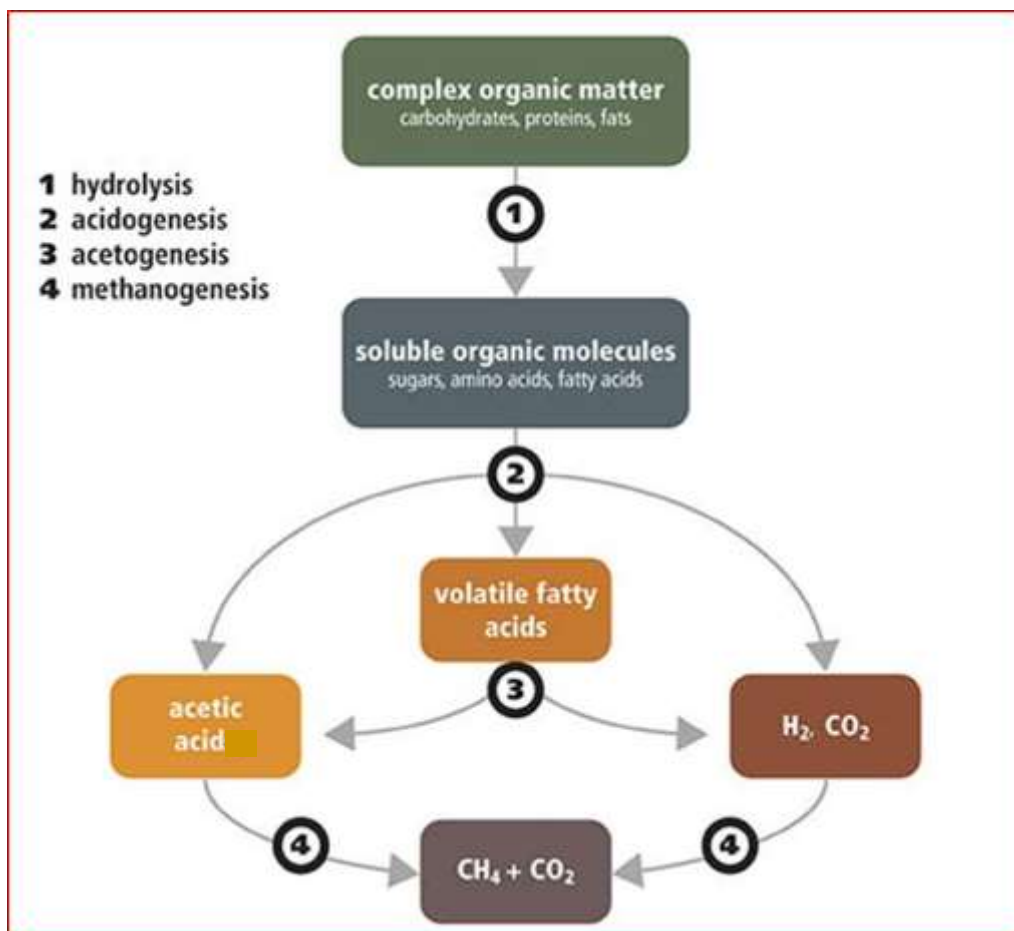 complex organic matter
carbohydrates, proteins, fats
1 hydrolysis
2 acidogenesis
3 acetogenesis
4 methanogenesis
1
soluble organic molecules
sugars, amino acids, fatty acids
2
volatile fatty
acids
3
acetic
acid
H₂, CO₂
4
4
CH₄ + CO₂